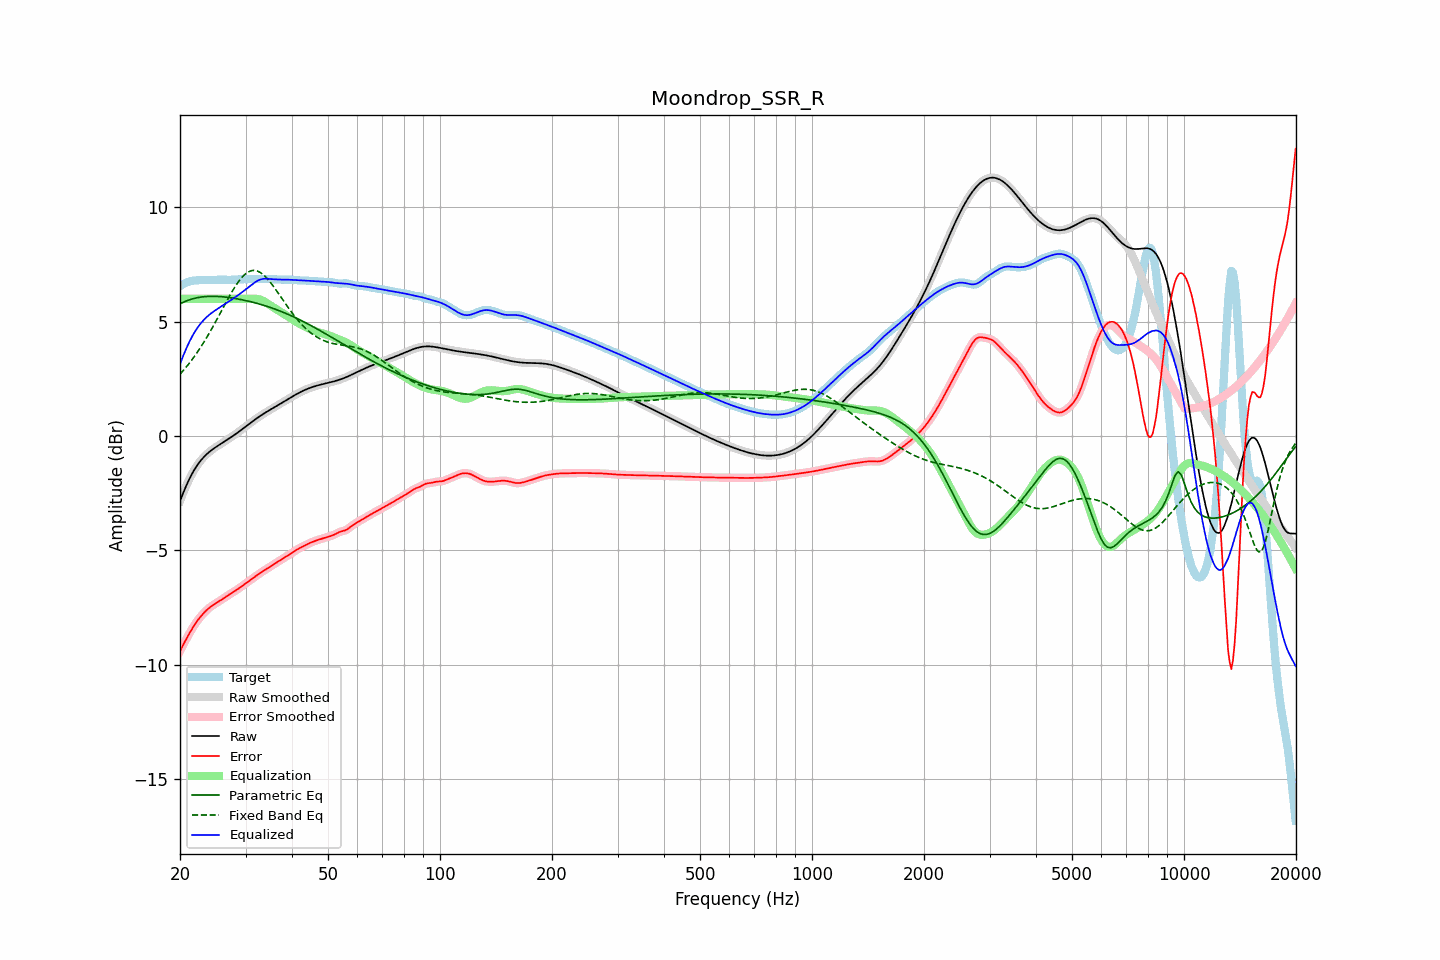 Moondrop_SSR_R
Amplitude (dBr)
10
5
0
−5
−10
−15
Target
Raw Smoothed
Error Smoothed
Raw
Error
Equalization
Parametric Eq
Fixed Band Eq
Equalized
20 50 100 200 500 1000 2000 5000 10000 20000
Frequency (Hz)